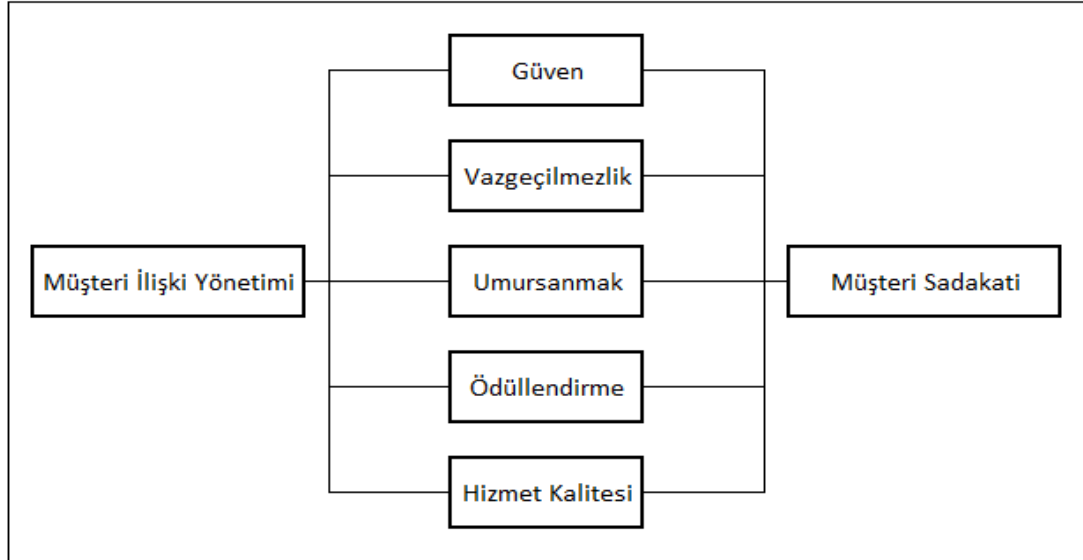 Güven
Vazgeçilmezlik
Müşteri İlişki Yönetimi
Umursanmak
Müşteri Sadakati
Ödüllendirme
Hizmet Kalitesi